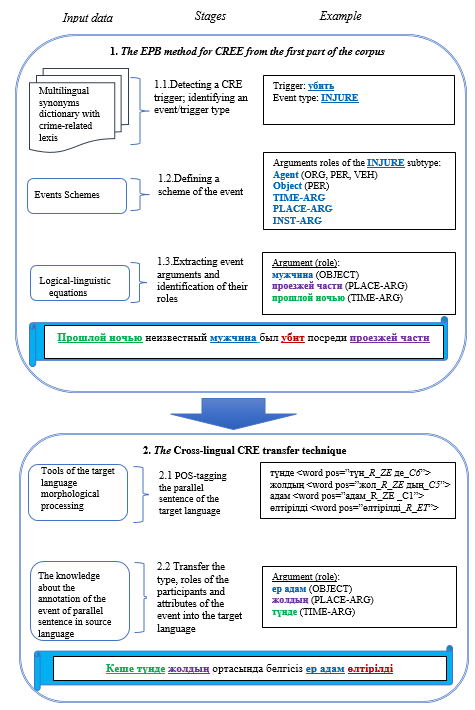 Input data Stages Example
1. The EPB method for CREE from the first part of the corpus
Multilingual
synonyms
dictionary with
crime-related
lexis
1.1.Detecting a CRE
trigger; identifying an
event/trigger type
Trigger: убить
Event type: INJURE
Events Schemes
1.2.Defining a
scheme of the event
Arguments roles of the INJURE subtype:
Agent (ORG, PER, VEH)
Object (PER)
TIME-ARG
PLACE-ARG
INST-ARG
Logical-linguistic
equations
1.3.Extracting event
arguments and
identification of their
roles
Argument (role):
мужчина (OBJECT)
проезжей части (PLACE-ARG)
прошлой ночью (TIME-ARG)
Прошлой ночью неизвестный мужчина был убит посреди проезжей части
2. The Cross-lingual CRE transfer technique
Tools of the target
language
morphological
processing
2.1 POS-tagging
the parallel
sentence of the
target language
түнде <word pos="түн_R_ZE де_C6">
жолдың <word pos="жол_R_ZE дың_C5">
адам <word pos="адам_R_ZE _C1">
өлтірілді <word pos="өлтірілді_R_ET">
The knowledge
about the
annotation of the
event of parallel
sentence in source
language
2.2 Transfer the
type, roles of the
participants and
attributes of the
event into the target
language
Argument (role):
ер адам (OBJECT)
жолдың (PLACE-ARG)
түнде (TIME-ARG)
Кеше түнде жолдың ортасында белгісіз ер адам өлтірілді